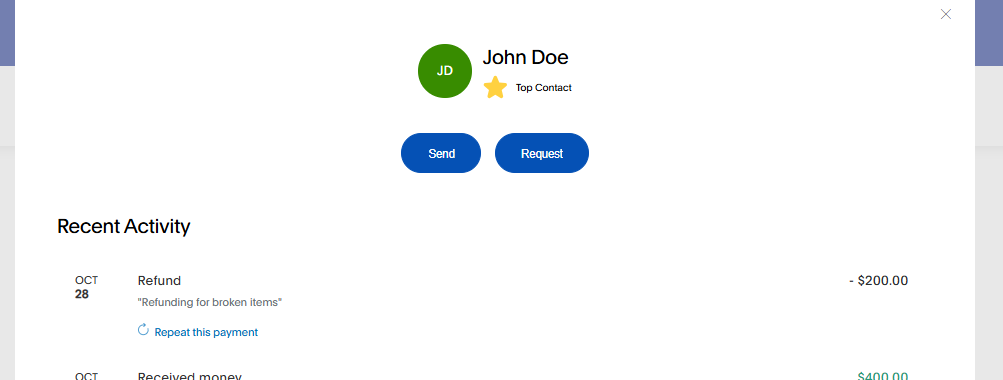 JD
John Doe
Top Contact
Send
Request
Recent Activity
OCT
28
Refund
- $200.00
"Refunding for broken items"
Repeat this payment
OCT
Received money
$400.00